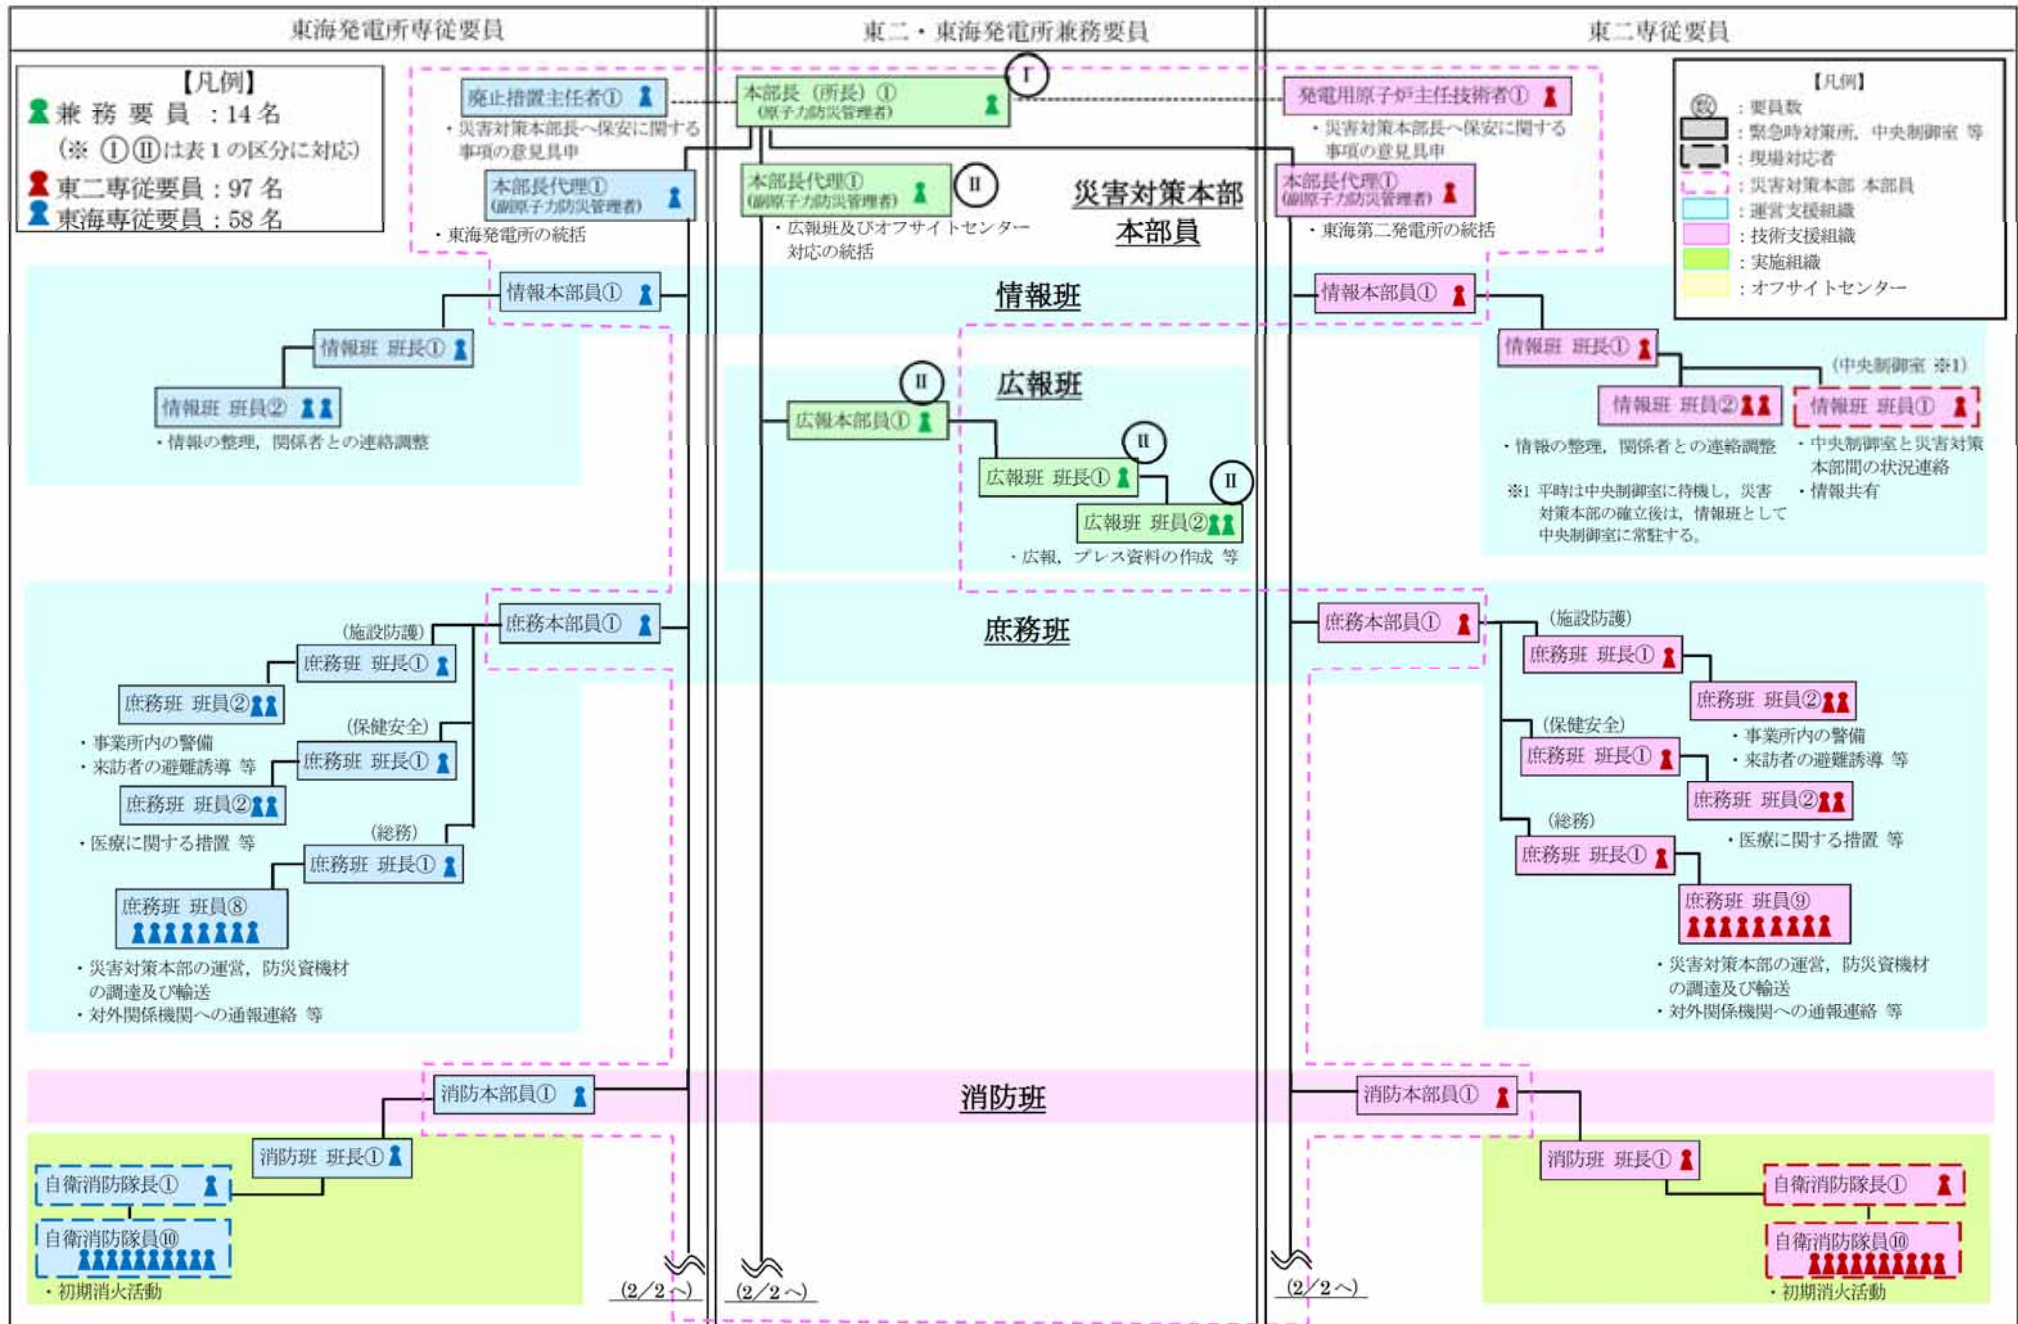 東海発電所専従要員
東二・東海発電所兼務要員
東二専従要員
【凡例】
兼務要員:14名
(※ ⅠⅡは表1の区分に対応)
東二専従要員:97名
東海専従要員:58名
廃止措置主任者①
・災害対策本部長へ保安に関する
事項の意見具申
本部長代理①
(副原子力防災管理者)
・東海発電所の統括
本部長(所長)①
(原子力防災管理者)
Ⅰ
本部長代理①
(副原子力防災管理者)
Ⅱ
・広報班及びオフサイトセンター
対応の統括
災害対策本部
本部員
発電用原子炉主任技術者①
・災害対策本部長へ保安に関する
事項の意見具申
本部長代理①
(副原子力防災管理者)
・東海第二発電所の統括
【凡例】
数:要員数
:緊急時対策所,中央制御室 等
:現場対応者
:災害対策本部 本部員
:運営支援組織
:技術支援組織
:実施組織
:オフサイトセンター
情報班
情報本部員①
情報班 班長①
情報班 班員②
・情報の整理,関係者との連絡調整
情報本部員①
情報班 班長①
(中央制御室 ※1)
情報班 班員②
情報班 班員①
・情報の整理,関係者との連絡調整
・中央制御室と災害対策
本部間の状況連絡
・情報共有
※1 平時は中央制御室に待機し,災害
対策本部の確立後は,情報班として
中央制御室に常駐する。
広報班
Ⅱ
広報本部員①
Ⅱ
広報班 班長①
Ⅱ
広報班 班員②
・広報,プレス資料の作成 等
庶務班
庶務本部員①
(施設防護)
庶務班 班長①
庶務班 班員②
・事業所内の警備
・来訪者の避難誘導 等
(保健安全)
庶務班 班長①
庶務班 班員②
・医療に関する措置 等
(総務)
庶務班 班長①
庶務班 班員⑧
・災害対策本部の運営,防災資機材
の調達及び輸送
・対外関係機関への通報連絡 等
庶務本部員①
(施設防護)
庶務班 班長①
庶務班 班員②
・事業所内の警備
・来訪者の避難誘導 等
(保健安全)
庶務班 班長①
庶務班 班員②
・医療に関する措置 等
(総務)
庶務班 班長①
庶務班 班員⑨
・災害対策本部の運営,防災資機材
の調達及び輸送
・対外関係機関への通報連絡 等
消防班
消防本部員①
消防班 班長①
自衛消防隊長①
自衛消防隊員⑩
・初期消火活動
消防本部員①
消防班 班長①
自衛消防隊長①
自衛消防隊員⑩
・初期消火活動
(2/2へ)
(2/2へ)
(2/2へ)